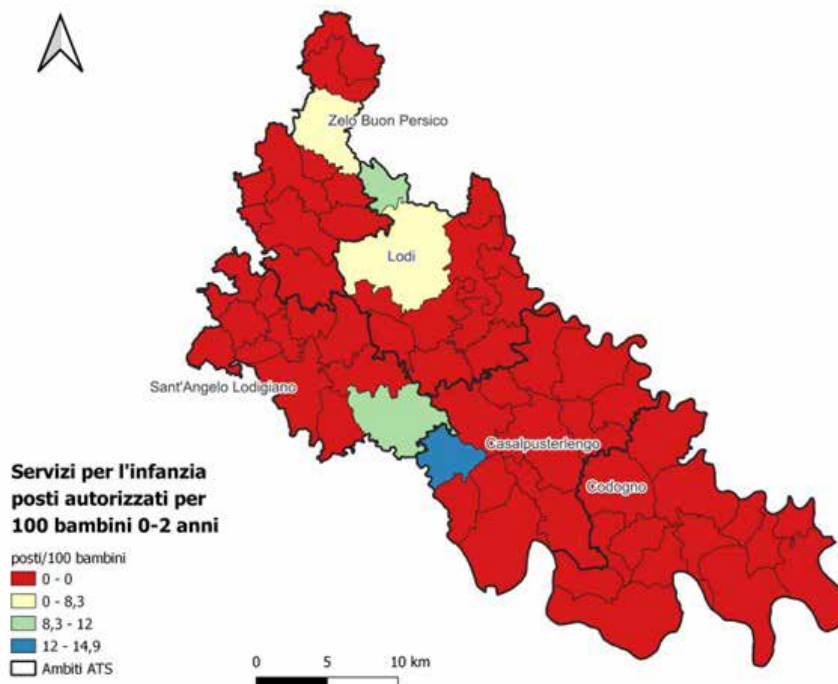 Zelo Buon Persico
Lodi
Sant'Angelo Lodigiano
Casalpusterlengo
Codogno
Servizi per l'infanzia
posti autorizzati per
100 bambini 0-2 anni
posti/100 bambini
0 - 0
0 - 8,3
8,3 - 12
12 - 14,9
Ambiti ATS
0 5 10 km